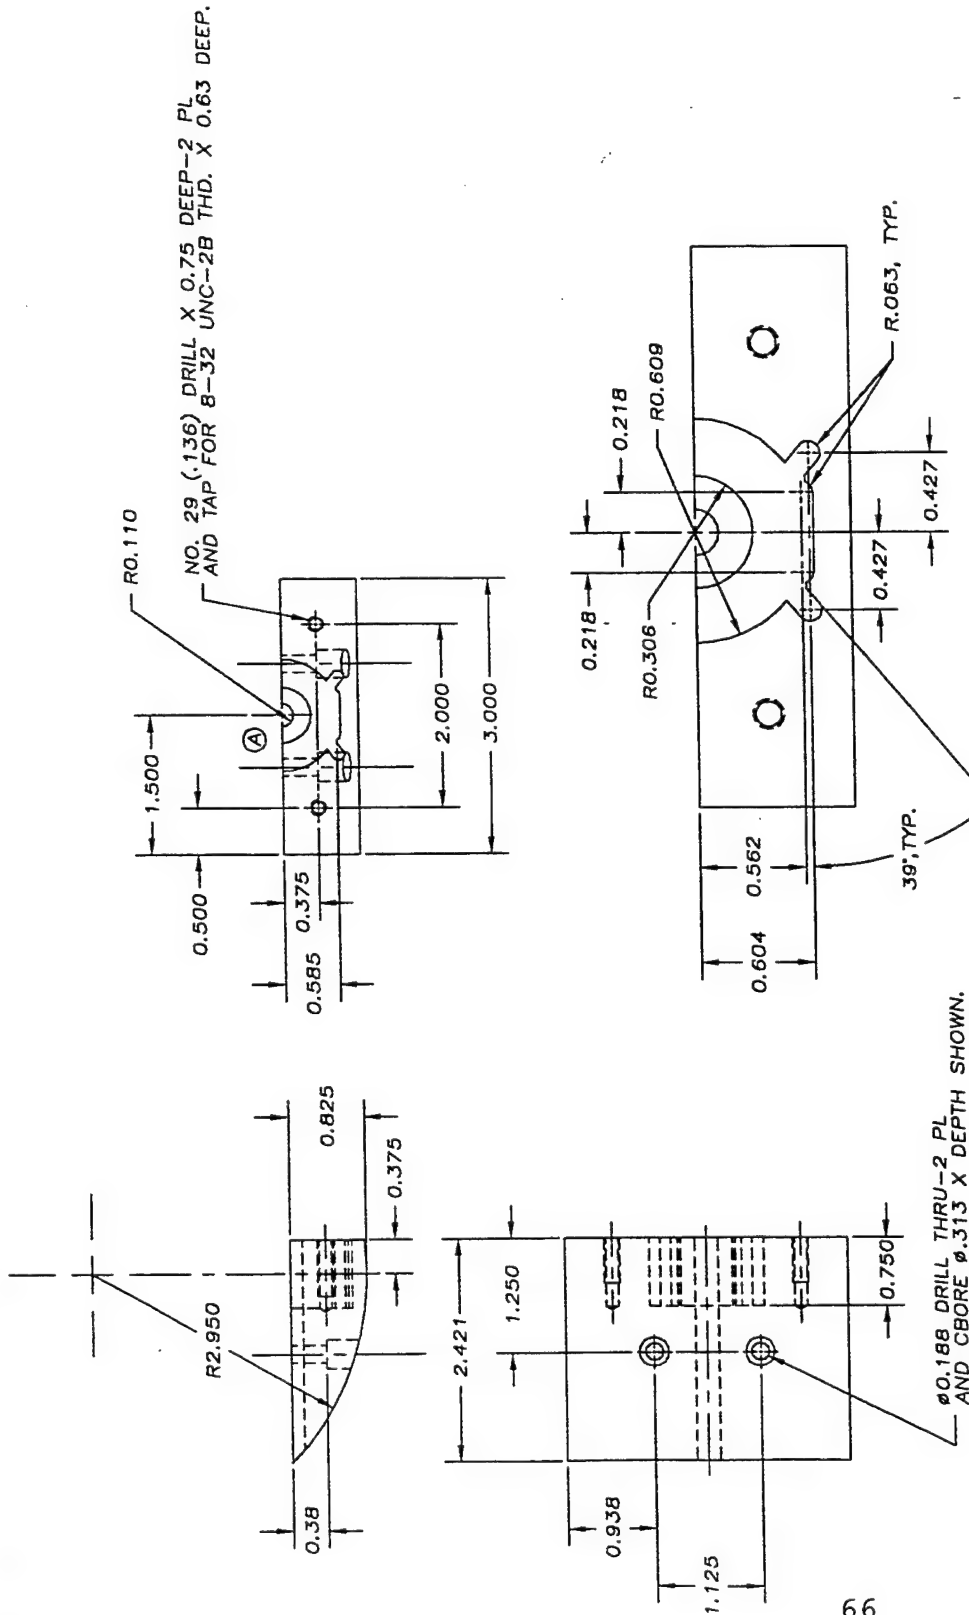 NO. 29 (.136) DRILL X 0.75 DEEP-2 PL
AND TAP FOR 8-32 UNC-2B THD. X 0.63 DEEP.
R0.110
A
1.500
0.500
0.375
0.585
2.000
3.000
R2.950
0.825
0.375
0.38
0.218
R0.609
0.218
R0.306
R.063, TYP.
0.427
0.427
0.562
0.604
39°, TYP.
1.250
2.421
0.750
0.938
1.125
ø0.188 DRILL THRU-2 PL
AND CBORE ø.313 X DEPTH SHOWN.
66